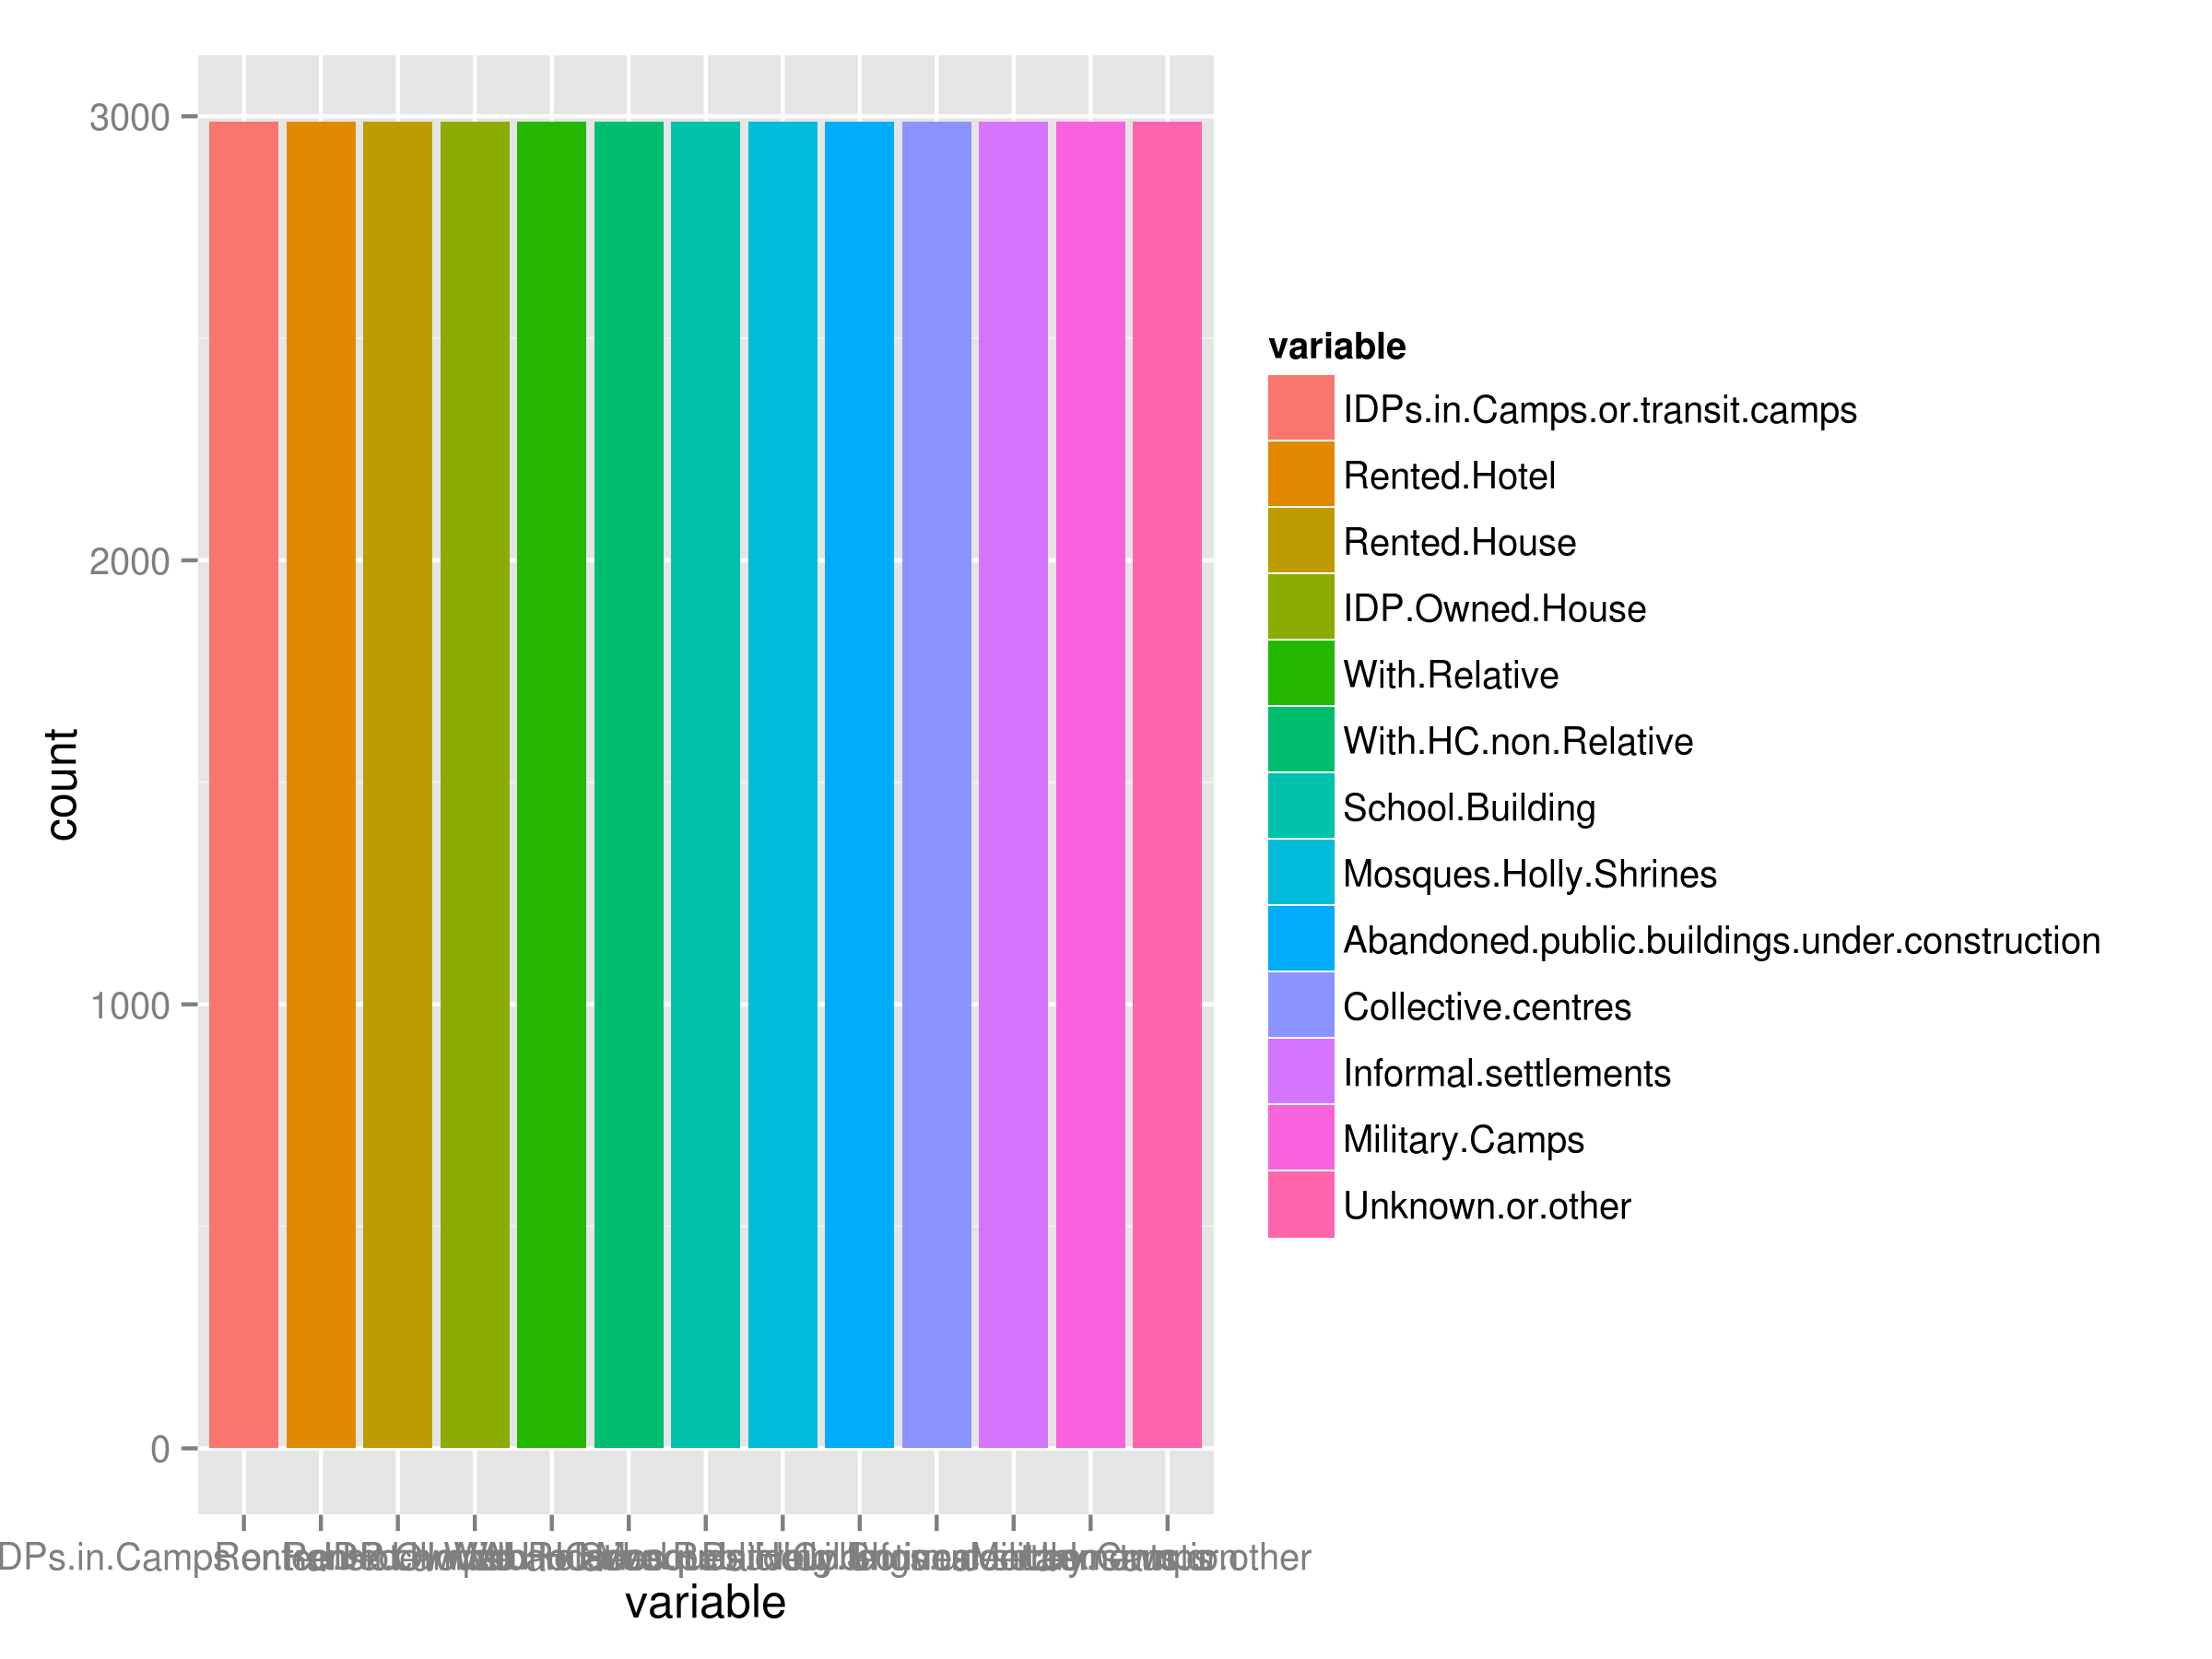 3000
2000
1000
0
count
variable
variable
IDPs.in.Camps.or.transit.camps
Rented.Hotel
Rented.House
IDP.Owned.House
With.Relative
With.HC.non.Relative
School.Building
Mosques.Holly.Shrines
Abandoned.public.buildings.under.construction
Collective.centres
Informal.settlements
Military.Camps
Unknown.or.other